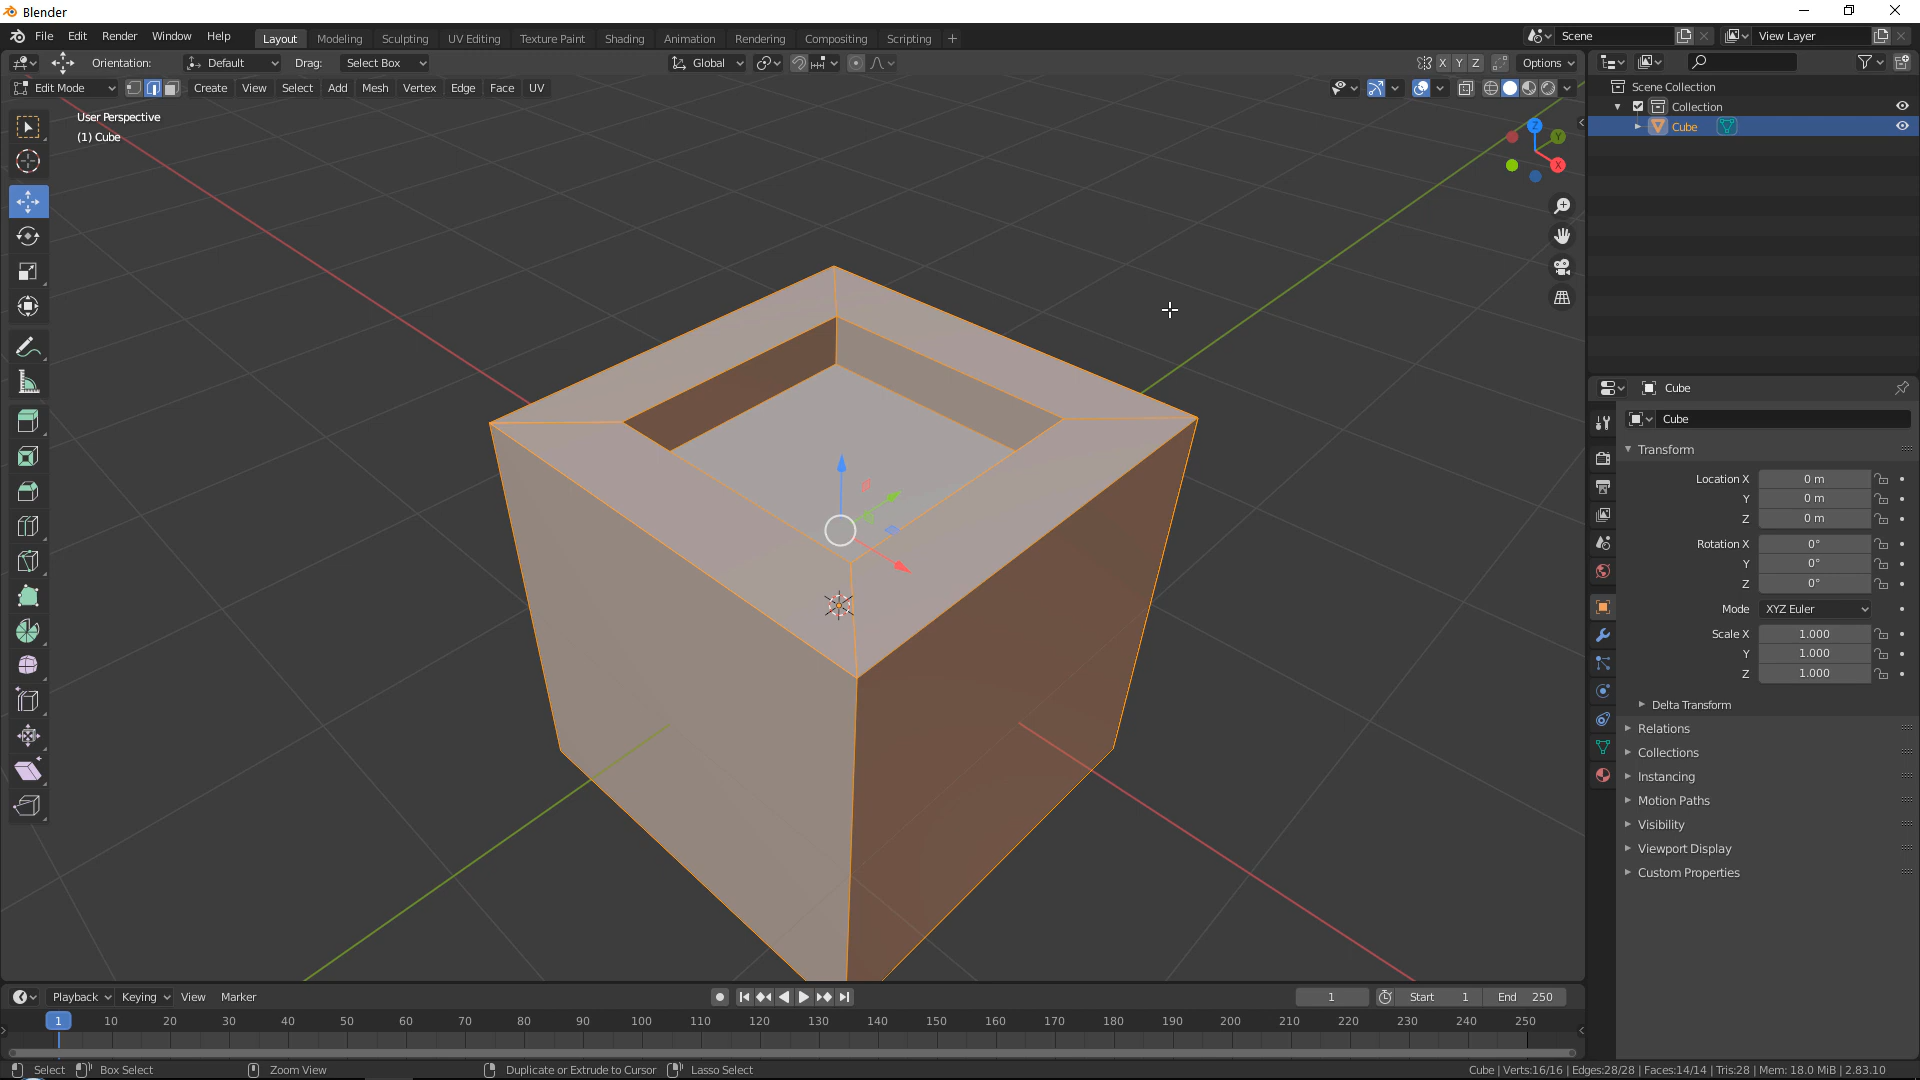 Blender
File Edit Render Window Help Layout Modeling Sculpting UV Editing Texture Paint Shading Animation Rendering Compositing Scripting + Scene View Layer
Orientation: Default Drag: Select Box Global X Y Z Options
Edit Mode Create View Select Add Mesh Vertex Edge Face UV
User Perspective
(1) Cube
Z
Y
X
Scene Collection
Collection
Cube
Cube
Cube
Transform
Location X 0 m
Y 0 m
Z 0 m
Rotation X 0°
Y 0°
Z 0°
Mode XYZ Euler
Scale X 1.000
Y 1.000
Z 1.000
Delta Transform
Relations
Collections
Instancing
Motion Paths
Visibility
Viewport Display
Custom Properties
Playback Keying View Marker 1 Start 1 End 250
1 10 20 30 40 50 60 70 80 90 100 110 120 130 140 150 160 170 180 190 200 210 220 230 240 250
Select Box Select Zoom View Duplicate or Extrude to Cursor Lasso Select Cube | Verts:16/16 | Edges:28/28 | Faces:14/14 | Tris:28 | Mem: 18.0 MiB | 2.83.10